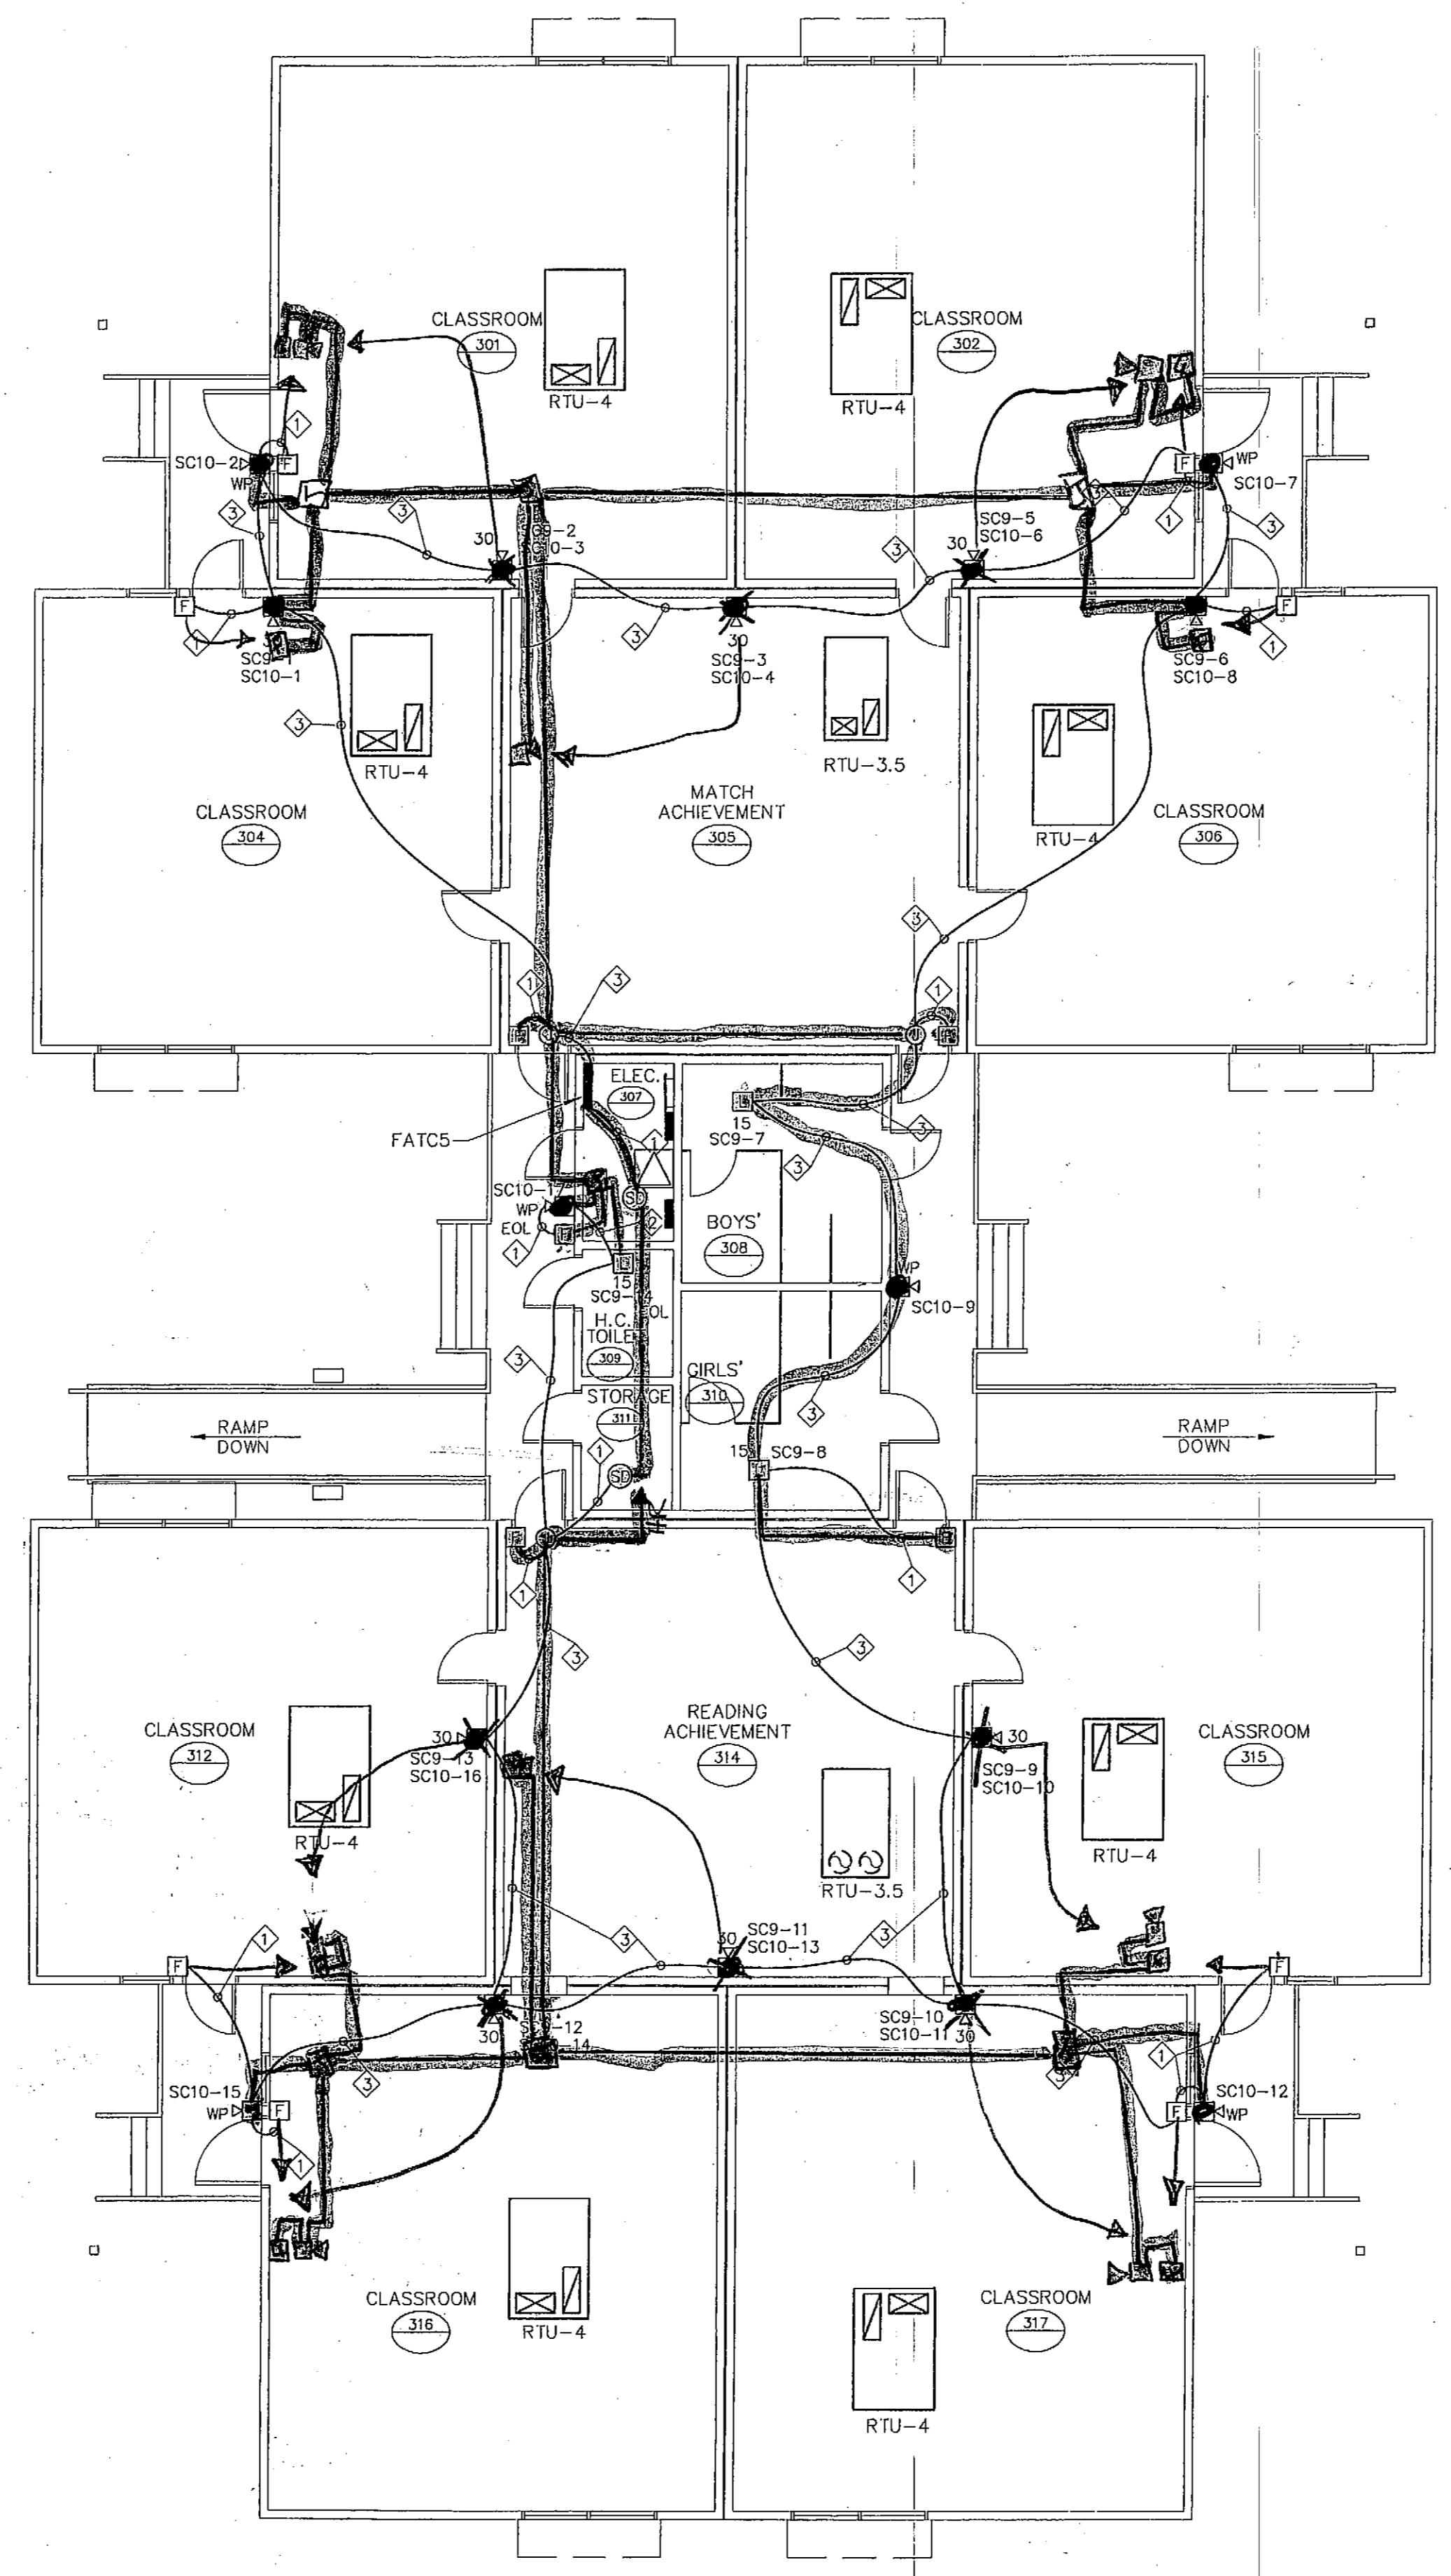 CLASSROOM
301
RTU-4
CLASSROOM
302
RTU-4
1
SC10-2
WP
F
3
3
30
F
WP
SC10-7
SC9-5
SC10-6
30
3
3
1
3
F
1
SC10-1
3
RTU-4
3
30
SC9-3
SC10-4
RTU-3.5
SC9-6
SC10-8
F
1
RTU-4
CLASSROOM
304
MATCH
ACHIEVEMENT
305
CLASSROOM
306
3
1
3
1
ELEC.
307
FATC5
1
15
SC9-7
3
3
WP
EOL
1
SD
2
BOYS'
308
15
WP
SC10-9
H.C.
309
3
GIRLS'
310
3
STORAGE
311
RAMP
DOWN
RAMP
DOWN
1
SD
15
SC9-8
1
1
3
3
CLASSROOM
312
RTU-4
30
SC9-13
SC10-16
READING
ACHIEVEMENT
314
RTU-3.5
30
SC9-9
SC10-10
CLASSROOM
315
RTU-4
1
F
3
30
SC9-11
SC10-13
3
F
30
SC9-10
SC10-11
30
SC10-15
WP
F
3
1
1
SC10-12
F
WP
CLASSROOM
316
RTU-4
CLASSROOM
317
RTU-4